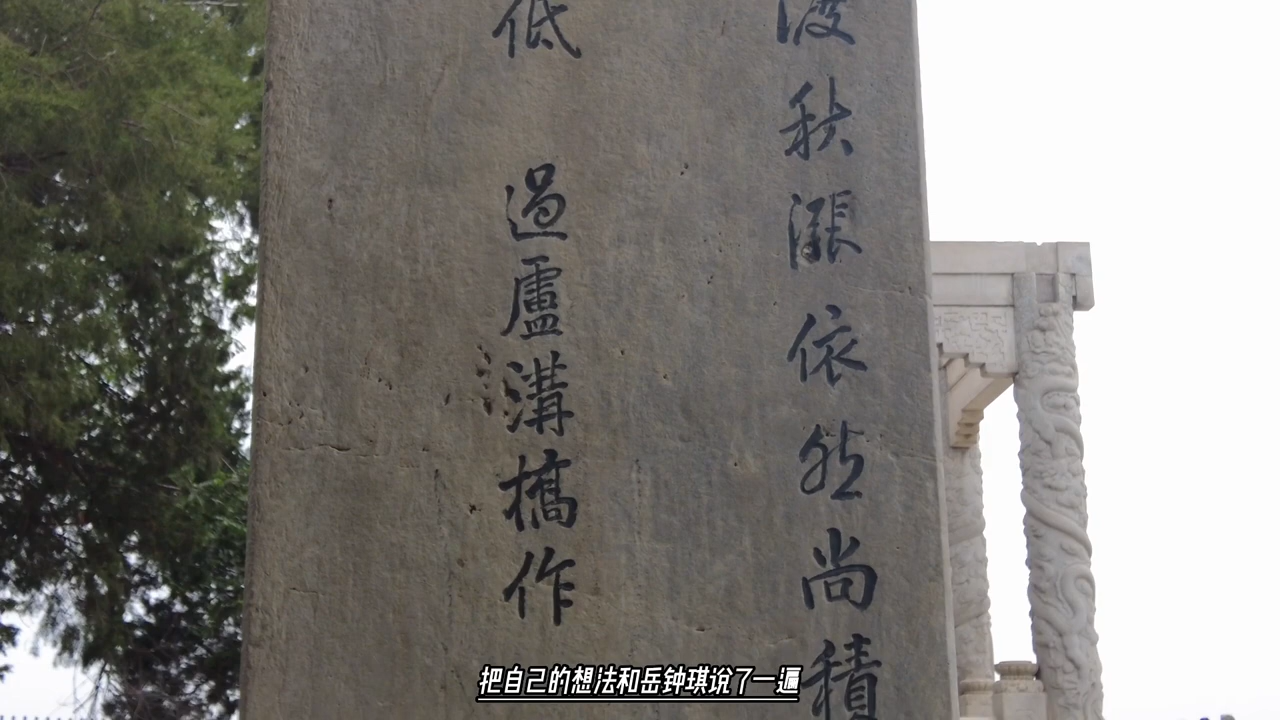 渡秋漲依然尚積
低 過盧溝橋作
把自己的想法和岳钟琪说了一遍